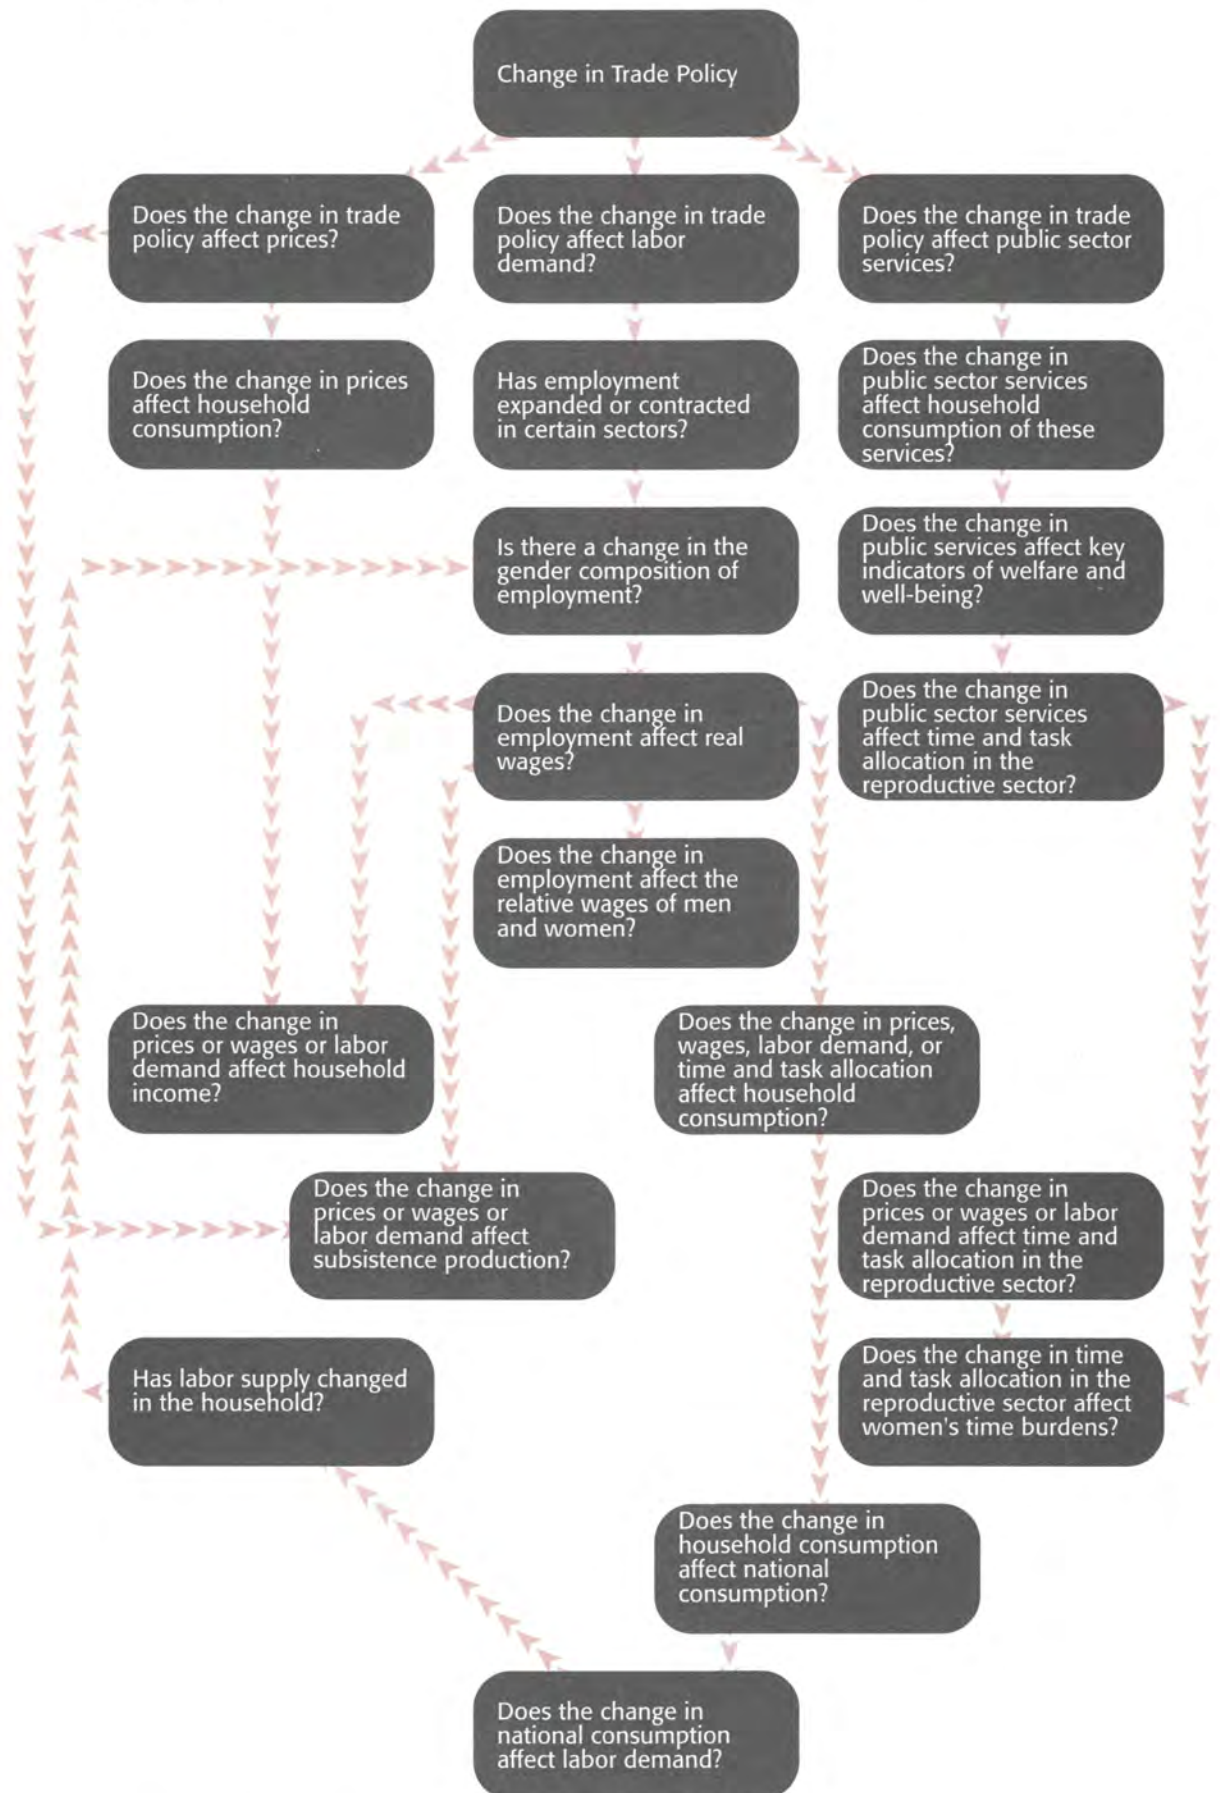 Change in Trade Policy
Does the change in trade
policy affect prices?
Does the change in trade
policy affect labor
demand?
Does the change in trade
policy affect public sector
services?
Does the change in prices
affect household
consumption?
Has employment
expanded or contracted
in certain sectors?
Does the change in
public sector services
affect household
consumption of these
services?
Is there a change in the
gender composition of
employment?
Does the change in
public services affect key
indicators of welfare and
well-being?
Does the change in
employment affect real
wages?
Does the change in
public sector services
affect time and task
allocation in the
reproductive sector?
Does the change in
employment affect the
relative wages of men
and women?
Does the change in
prices or wages or labor
demand affect household
income?
Does the change in prices,
wages, labor demand, or
time and task allocation
affect household
consumption?
Does the change in
prices or wages or
labor demand affect
subsistence production?
Does the change in
prices or wages or labor
demand affect time and
task allocation in the
reproductive sector?
Has labor supply changed
in the household?
Does the change in time
and task allocation in the
reproductive sector affect
women's time burdens?
Does the change in
household consumption
affect national
consumption?
Does the change in
national consumption
affect labor demand?